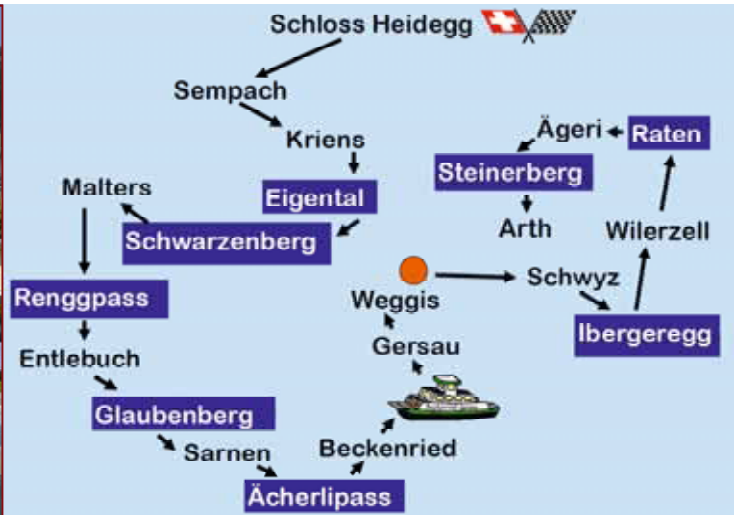 Schloss Heidegg
Sempach
Kriens
Eigental
Schwarzenberg
Malters
Renggpass
Entlebuch
Glaubenberg
Sarnen
Ächerlipass
Beckenried
Gersau
Weggis
Schwyz
Ibergeregg
Wilerzell
Raten
Ägeri
Steinerberg
Arth